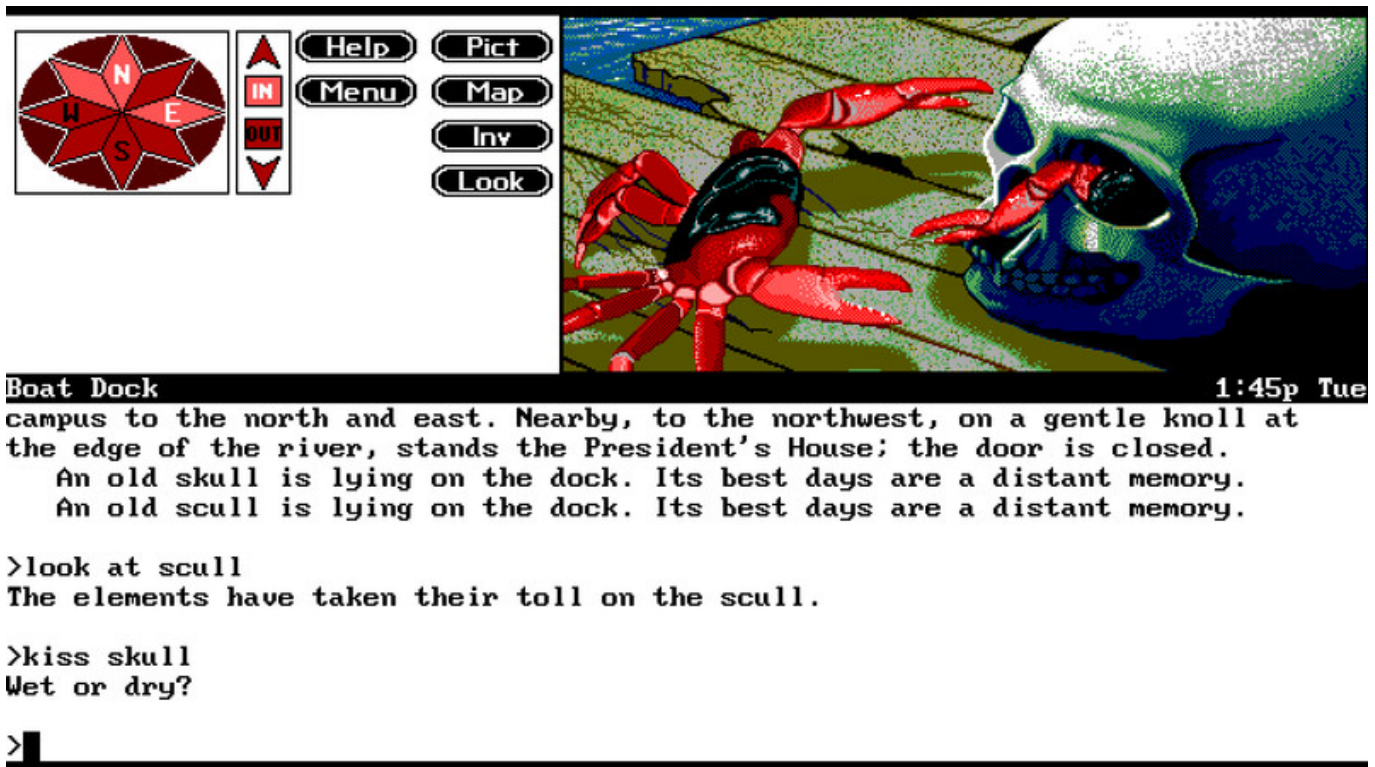 N
W
E
S
IN
OUT
Help
Menu
Pict
Map
Inv
Look
Boat Dock 1:45p Tue
campus to the north and east. Nearby, to the northwest, on a gentle knoll at
the edge of the river, stands the President's House; the door is closed.
An old skull is lying on the dock. Its best days are a distant memory.
An old scull is lying on the dock. Its best days are a distant memory.
>look at scull
The elements have taken their toll on the scull.
>kiss skull
Wet or dry?
>